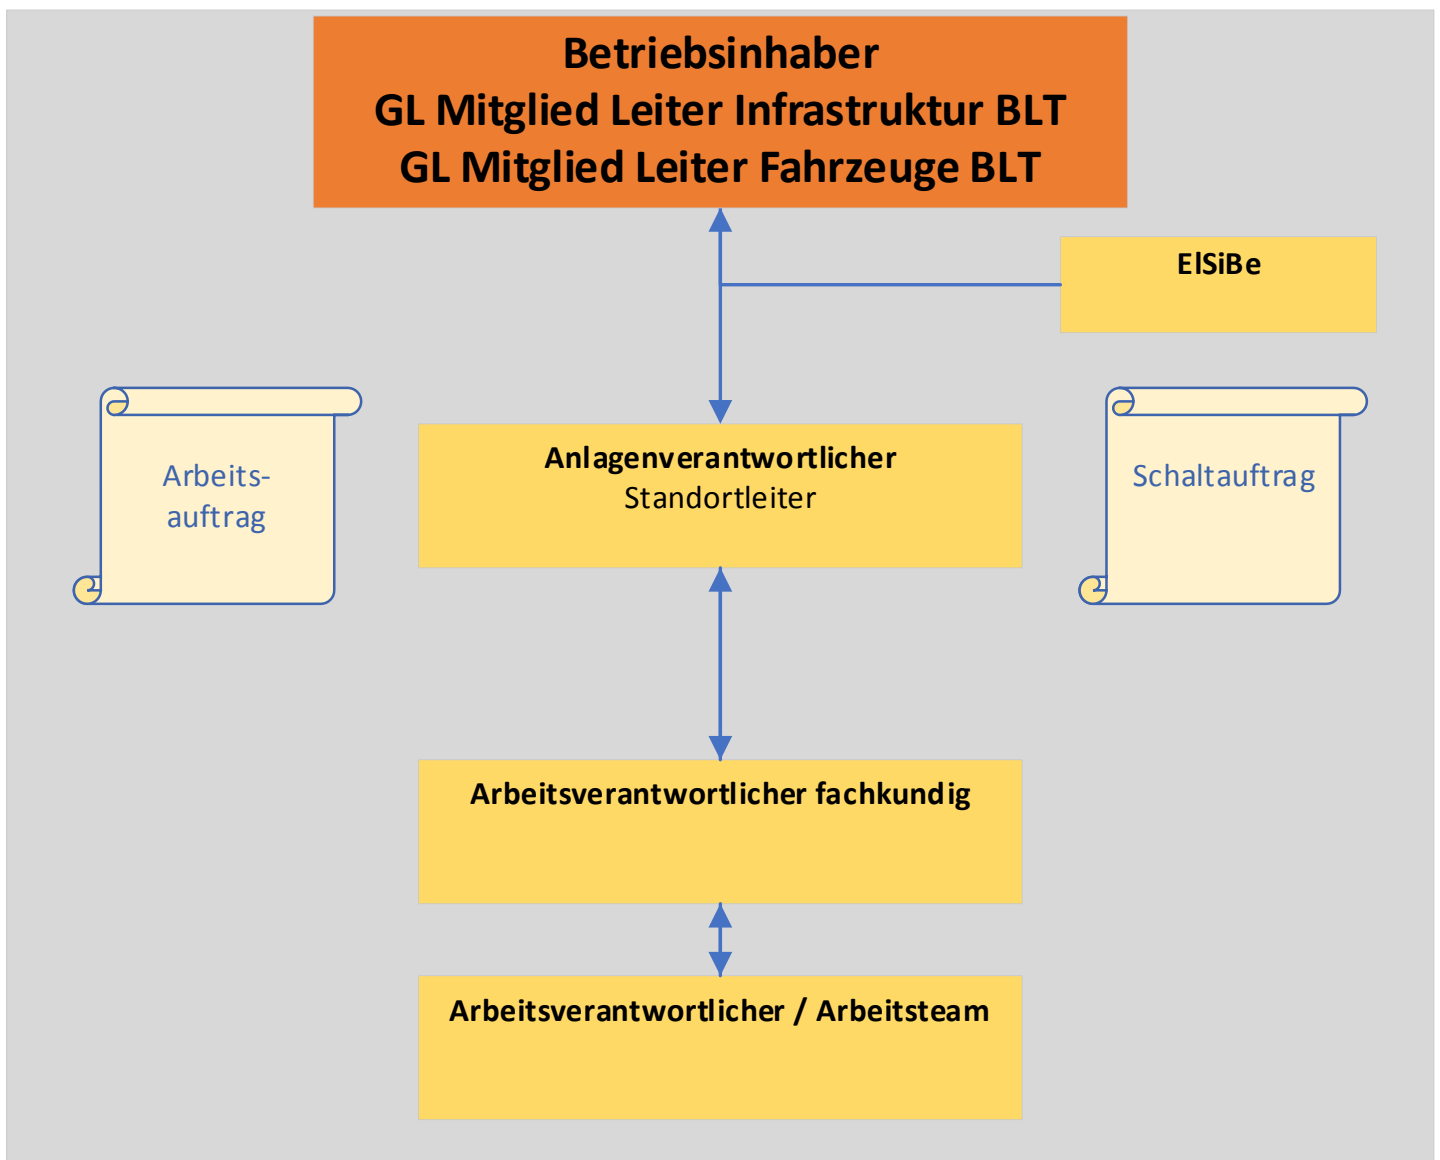 Betriebsinhaber
GL Mitglied Leiter Infrastruktur BLT
GL Mitglied Leiter Fahrzeuge BLT
ElSiBe
Arbeits-
auftrag
Anlagenverantwortlicher
Standortleiter
Schaltauftrag
Arbeitsverantwortlicher fachkundig
Arbeitsverantwortlicher / Arbeitsteam